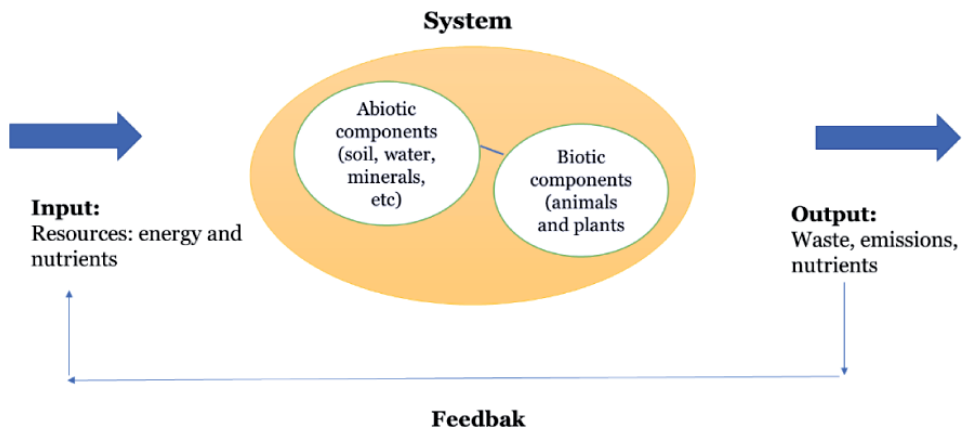 System
Abiotic
components
(soil, water,
minerals,
etc)
Biotic
components
(animals
and plants
Input:
Resources: energy and
nutrients
Output:
Waste, emissions,
nutrients
Feedbak